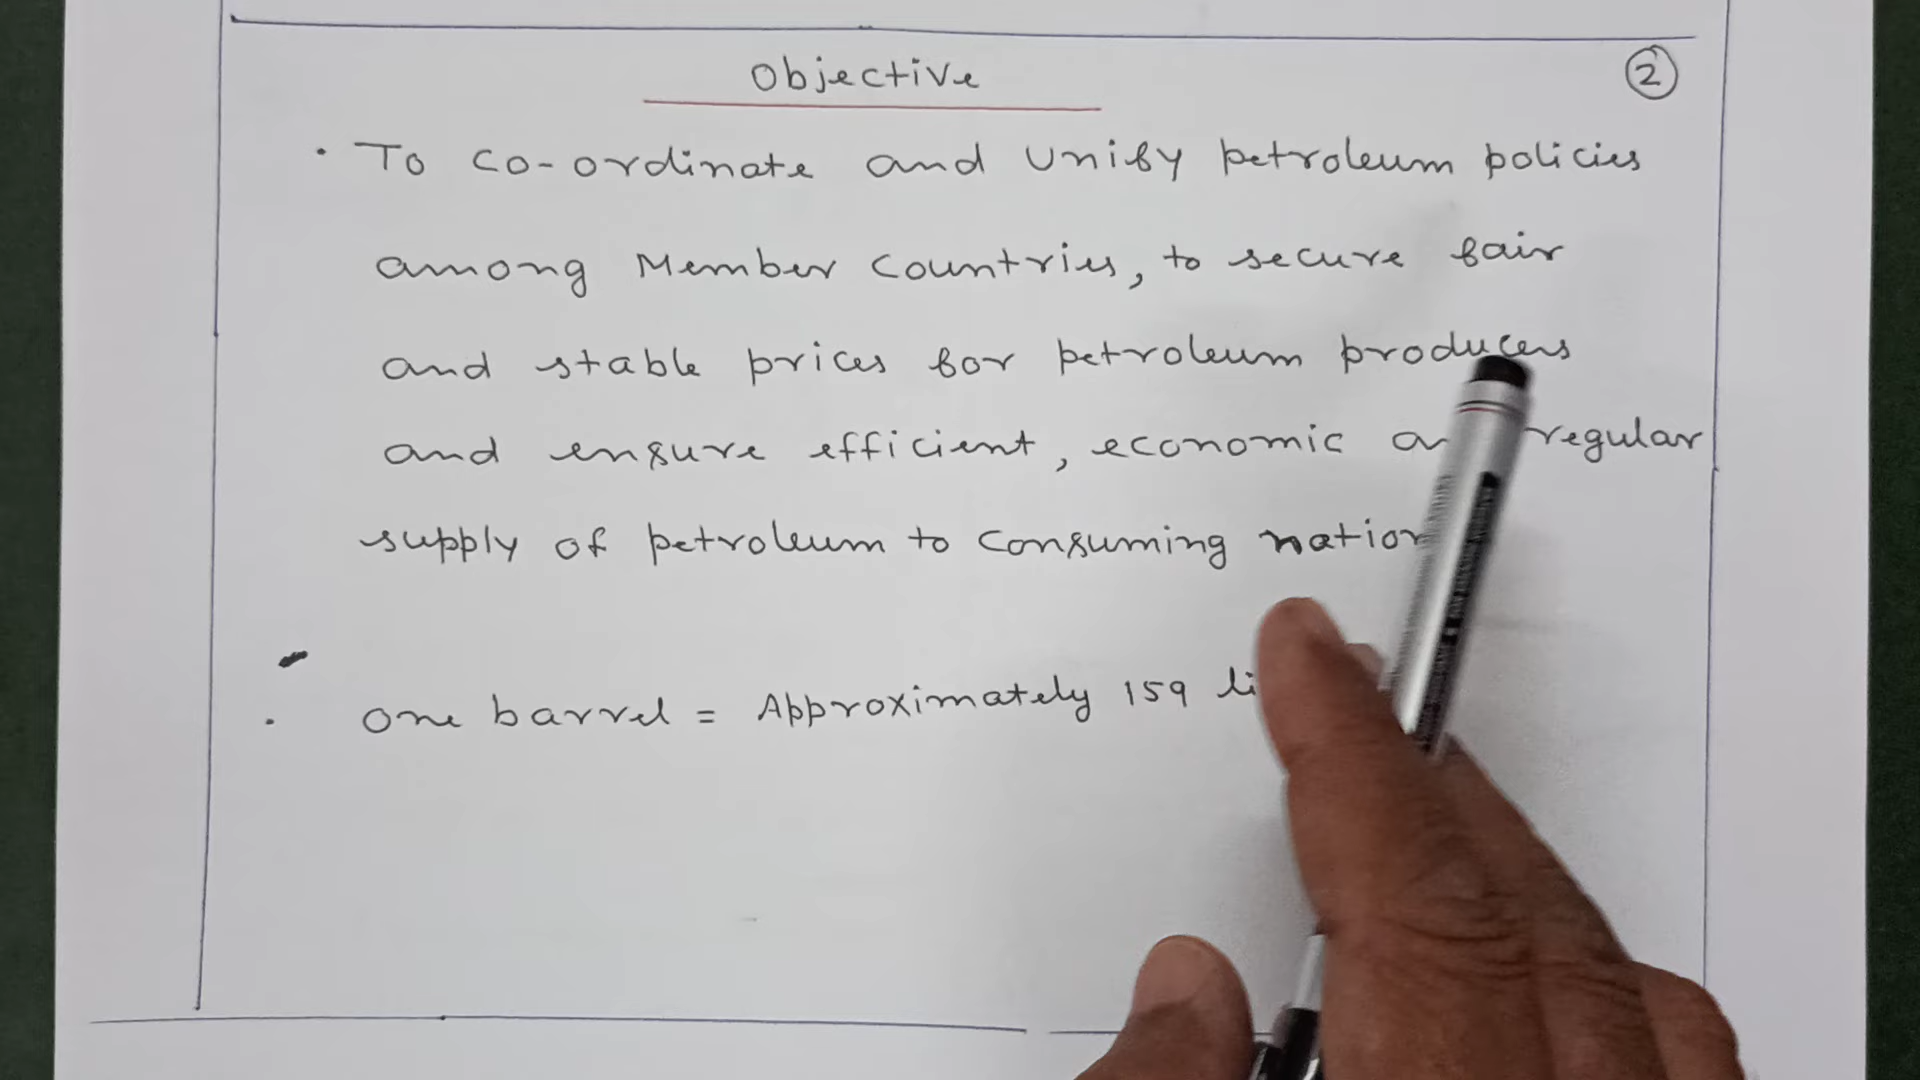 Objective
2
• To co-ordinate and unify petroleum policies
among Member Countries, to secure fair
and stable prices for petroleum producers
and ensure efficient, economic regular
supply of petroleum to consuming
• one barrel = Approximately 159